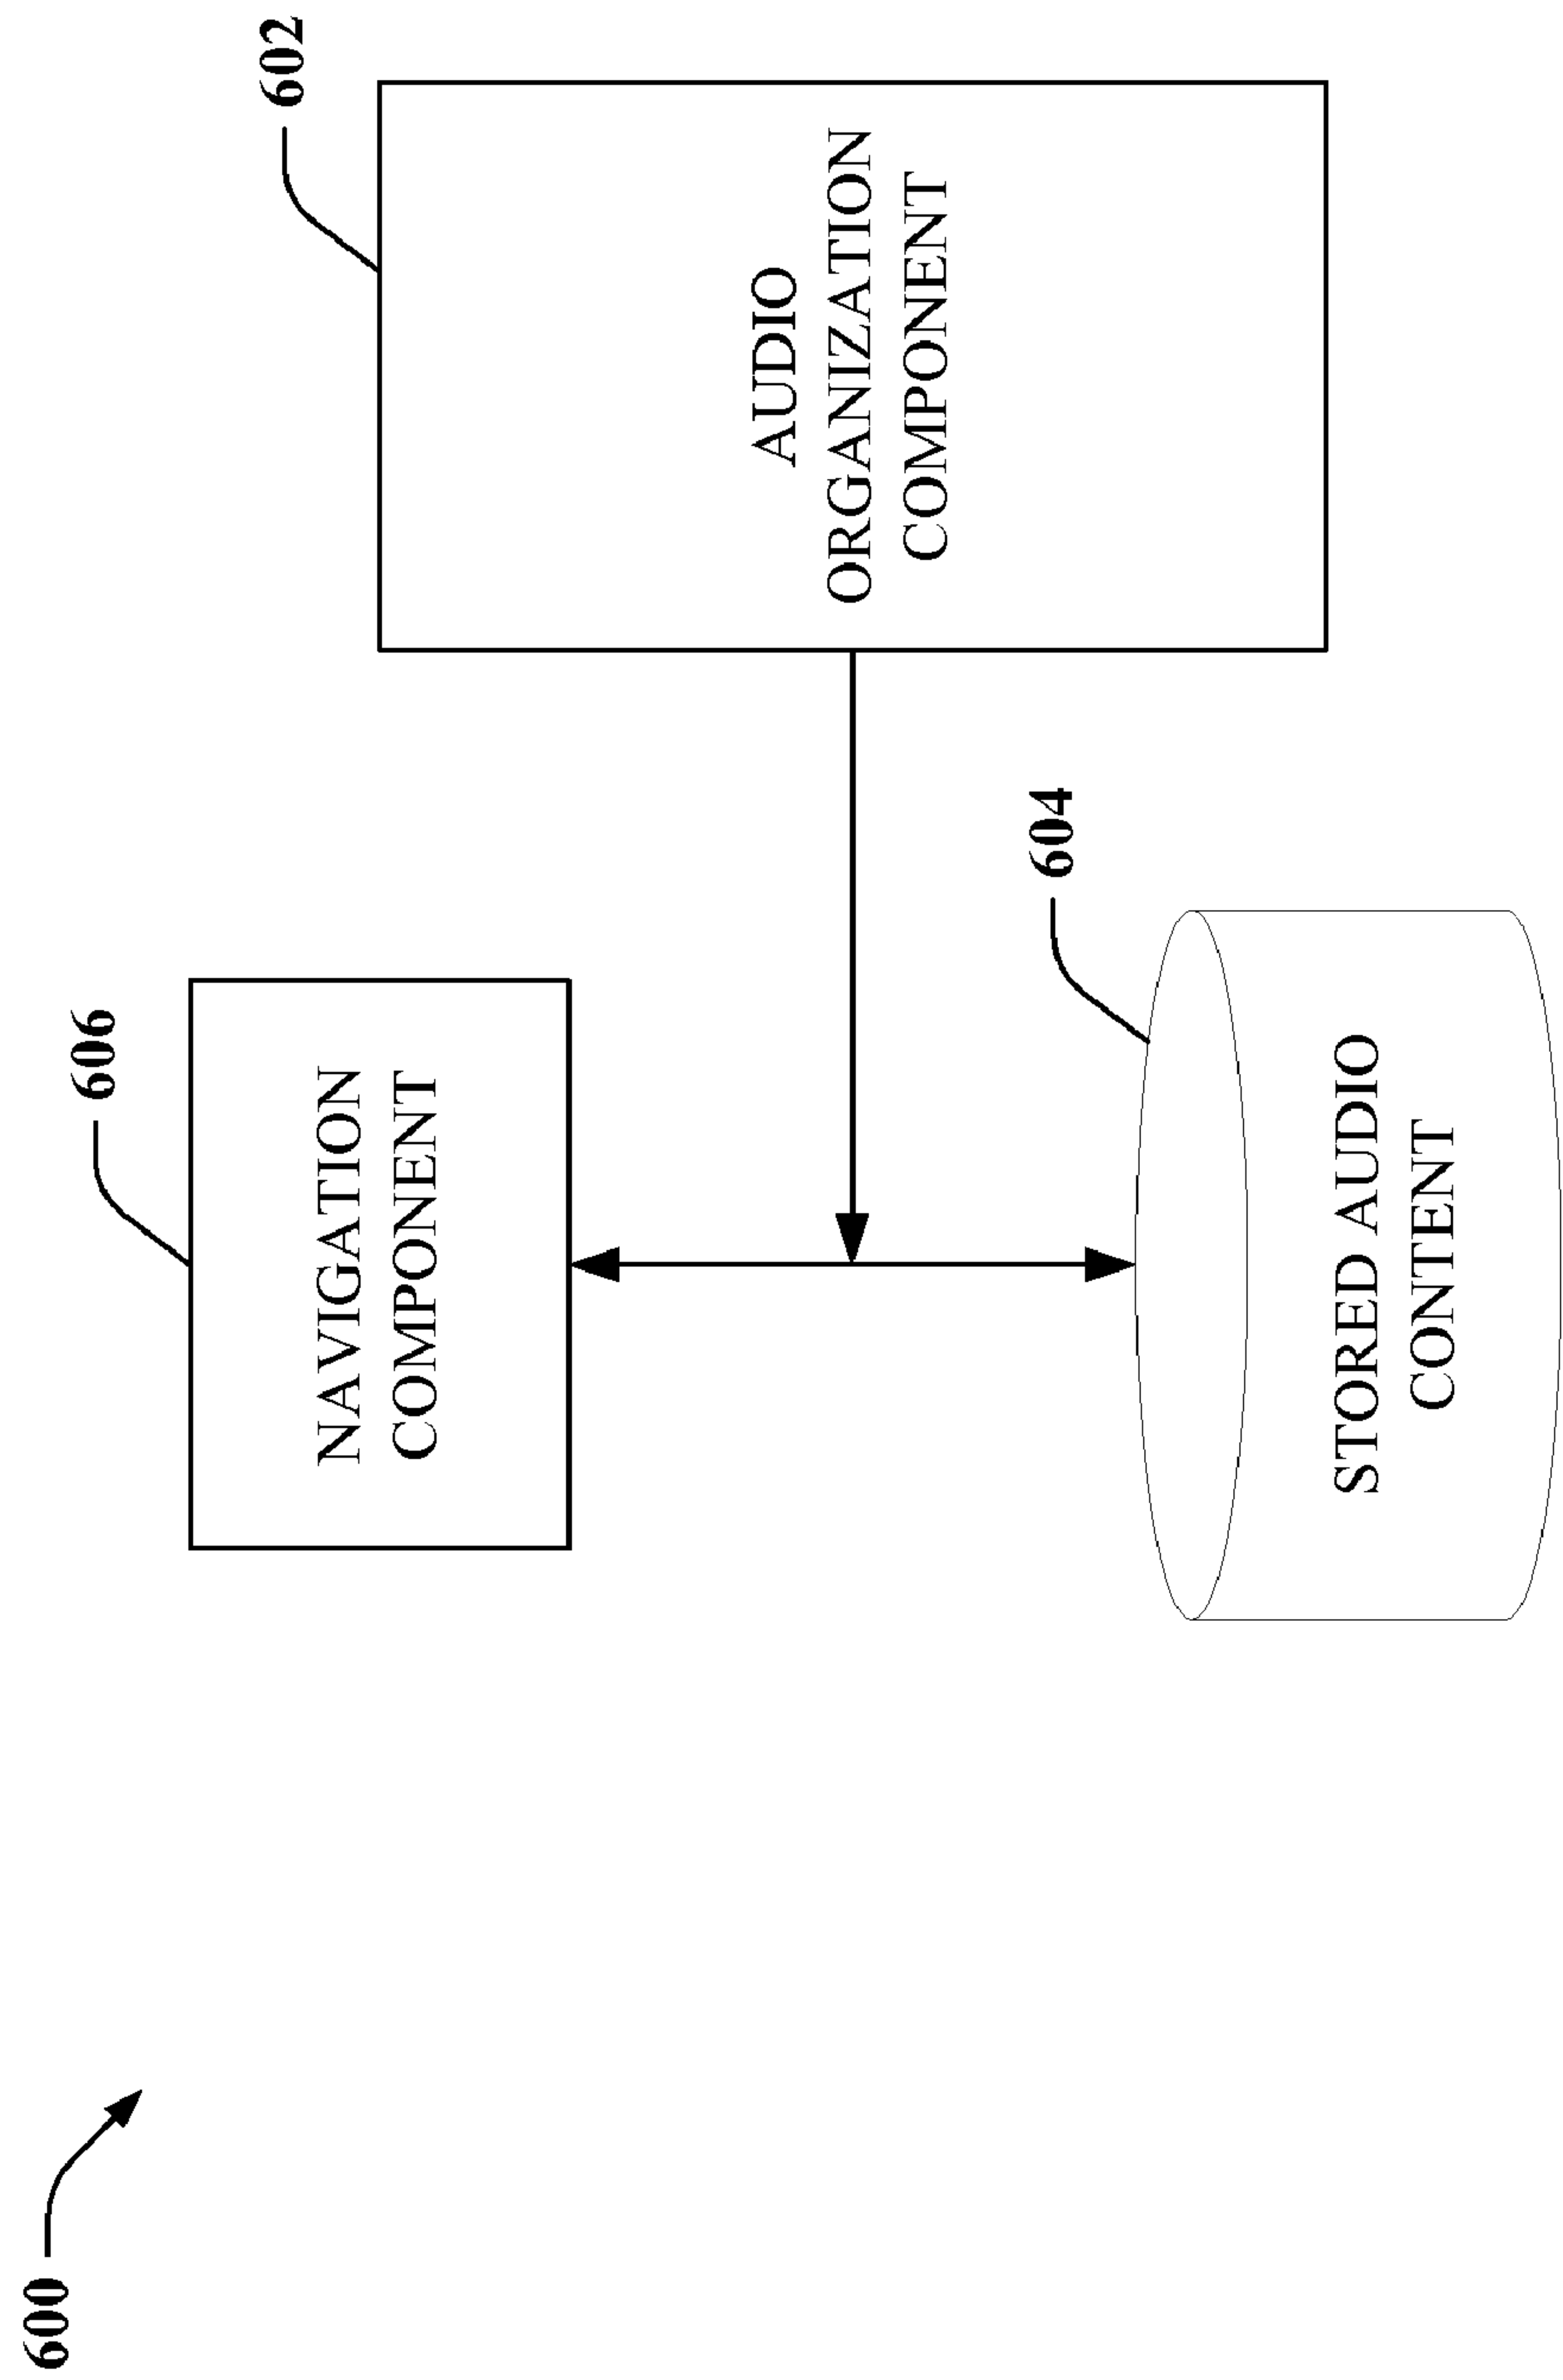 600
606
NAVIGATION
COMPONENT
602
AUDIO
ORGANIZATION
COMPONENT
604
STORED AUDIO
CONTENT